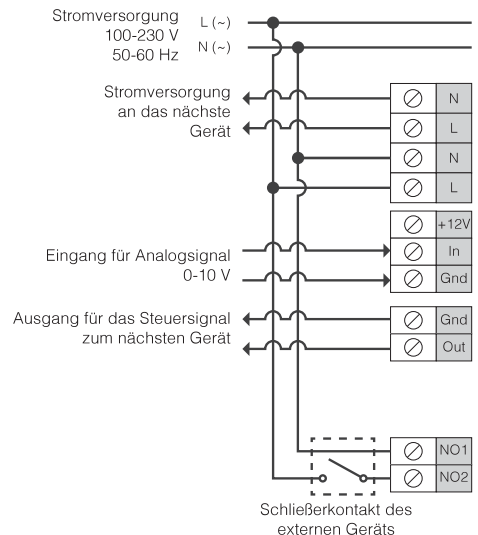 Stromversorgung
100-230 V
50-60 Hz
L (~)
N (~)
Stromversorgung
an das nächste
Gerät
N
L
N
L
+12V
Eingang für Analogsignal
0-10 V
In
Gnd
Ausgang für das Steuersignal
zum nächsten Gerät
Gnd
Out
NO1
NO2
Schließerkontakt des
externen Geräts